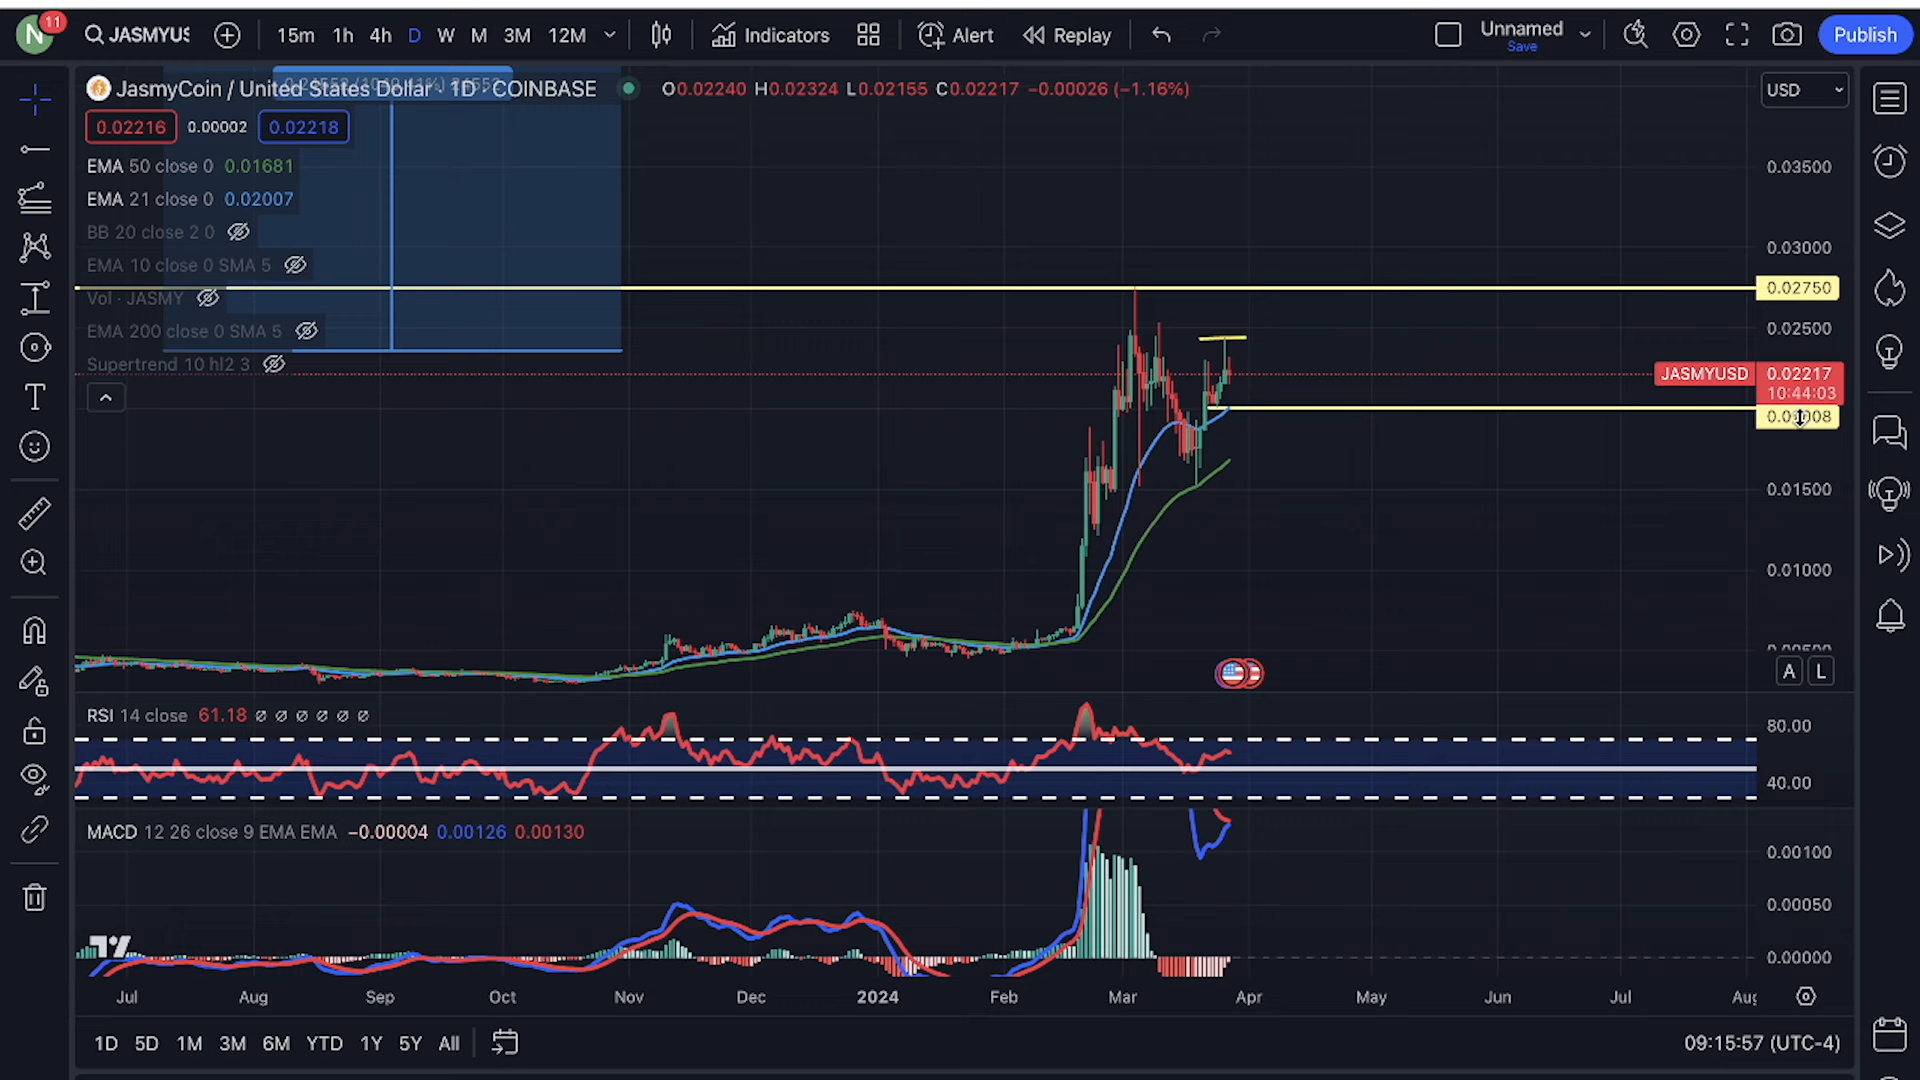 N 11 JASMYUS 15m 1h 4h D W M 3M 12M Indicators Alert Replay Unnamed Save Publish
JasmyCoin / United States Dollar · 1D · COINBASE O0.02240 H0.02324 L0.02155 C0.02217 −0.00026 (−1.16%) USD
0.02216 0.00002 0.02218
EMA 50 close 0 0.01681
EMA 21 close 0 0.02007
BB 20 close 2 0
EMA 10 close 0 SMA 5
Vol · JASMY
EMA 200 close 0 SMA 5
Supertrend 10 hl2 3
0.03500
0.03000
0.02750
0.02500
JASMYUSD 0.02217
10:44:03
0.01500
0.01000
A L
RSI 14 close 61.18 ∅ ∅ ∅ ∅ ∅ ∅
80.00
40.00
MACD 12 26 close 9 EMA EMA −0.00004 0.00126 0.00130
0.00100
0.00050
0.00000
Jul Aug Sep Oct Nov Dec 2024 Feb Mar Apr May Jun Jul Aug
1D 5D 1M 3M 6M YTD 1Y 5Y All 09:15:57 (UTC-4)